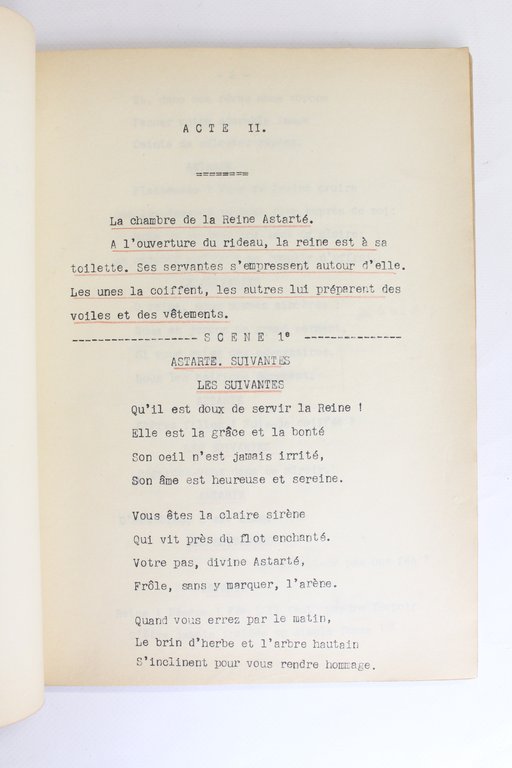 ACTE II.
========
La chambre de la Reine Astarté.
A l'ouverture du rideau, la reine est à sa
toilette. Ses servantes s'empressent autour d'elle.
Les unes la coiffent, les autres lui préparent des
voiles et des vêtements.
------------------- SCENE 1e ---------------
ASTARTE. SUIVANTES
LES SUIVANTES
Qu'il est doux de servir la Reine !
Elle est la grâce et la bonté
Son oeil n'est jamais irrité,
Son âme est heureuse et sereine.
Vous êtes la claire sirène
Qui vit près du flot enchanté.
Votre pas, divine Astarté,
Frôle, sans y marquer, l'arène.
Quand vous errez par le matin,
Le brin d'herbe et l'arbre hautain
S'inclinent pour vous rendre hommage.